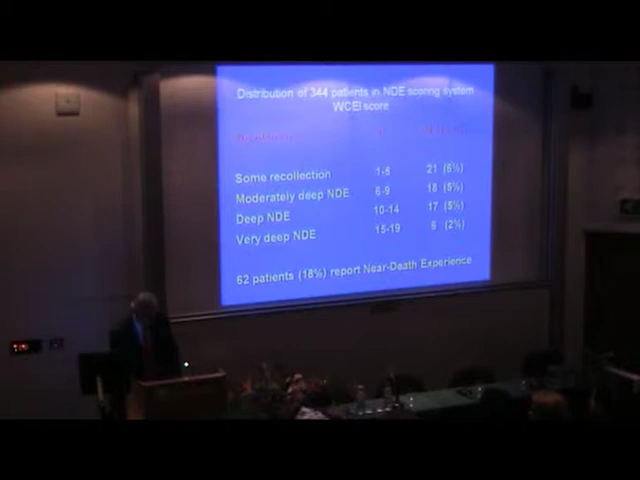 Distribution of 344 patients in NDE scoring system
WCEI score
Some recollection 1-5 21 (6%)
Moderately deep NDE 6-9 18 (5%)
Deep NDE 10-14 17 (5%)
Very deep NDE 15-19 6 (2%)
62 patients (18%) report Near-Death Experience